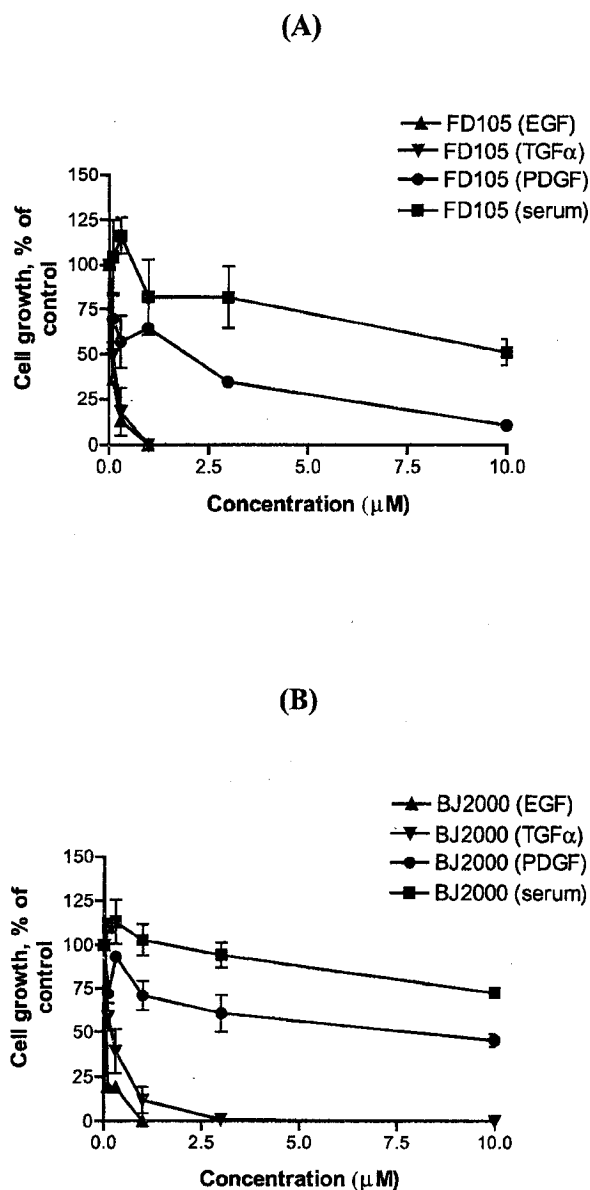 (A)
FD105 (EGF)
FD105 (TGFα)
FD105 (PDGF)
FD105 (serum)
150
125
100
75
50
25
0
Cell growth, % of
control
0.0 2.5 5.0 7.5 10.0
Concentration (μM)
(B)
BJ2000 (EGF)
BJ2000 (TGFα)
BJ2000 (PDGF)
BJ2000 (serum)
150
125
100
75
50
25
0
Cell growth, % of
control
0.0 2.5 5.0 7.5 10.0
Concentration (μM)